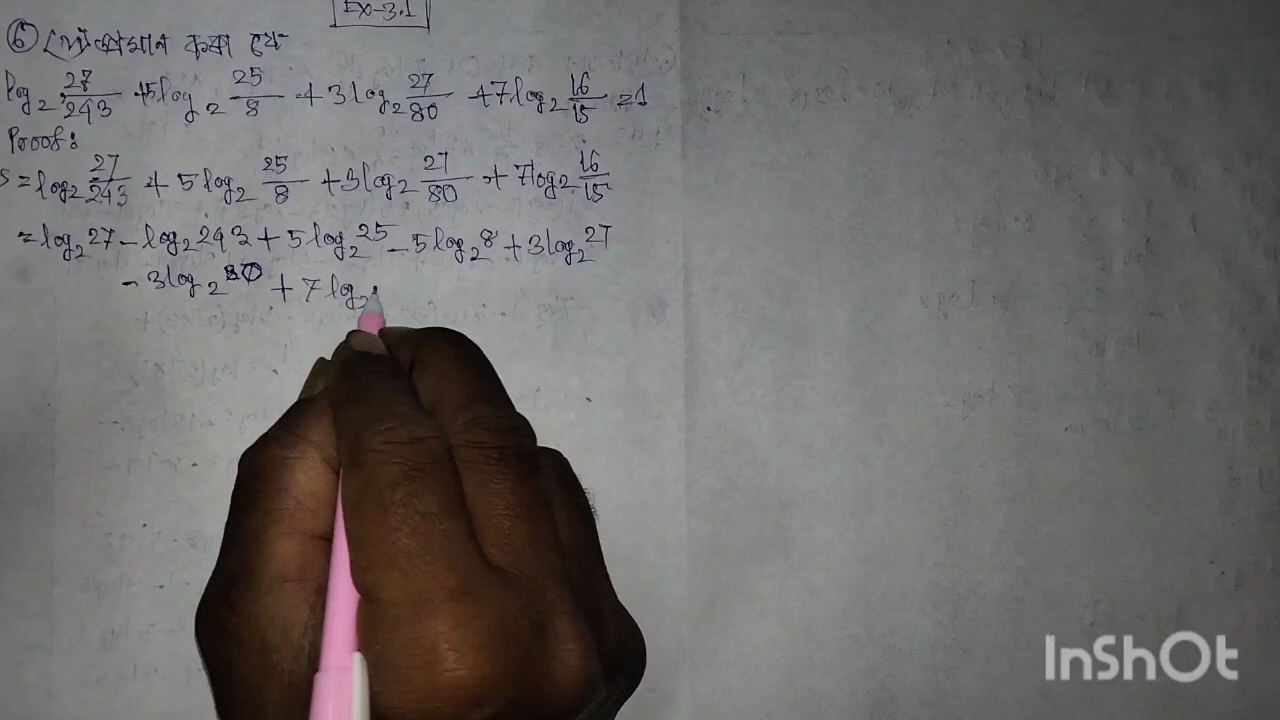 Ex-3.1
⑥ (vi) প্রমাণ করো যে
log₂ 27/243 + 5log₂ 25/8 + 3log₂ 27/80 + 7log₂ 16/15 = 1
Proof:
S = log₂ 27/243 + 5log₂ 25/8 + 3log₂ 27/80 + 7log₂ 16/15
= log₂ 27 - log₂ 243 + 5log₂ 25 - 5log₂ 8 + 3log₂ 27
- 3log₂ 80 + 7log₂
InShOt